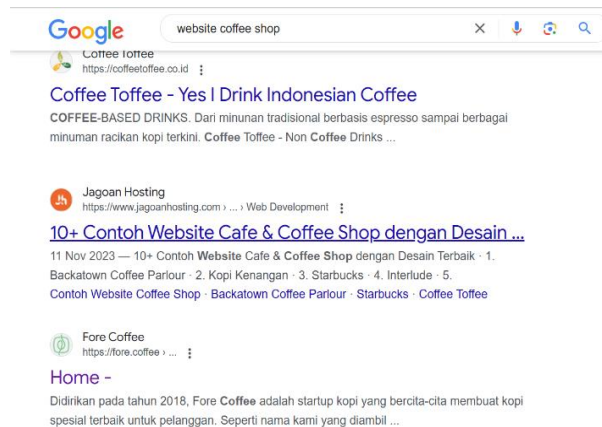 Google
website coffee shop
Coffee Toffee
https://coffeetoffee.co.id
Coffee Toffee - Yes I Drink Indonesian Coffee
COFFEE-BASED DRINKS. Dari minunan tradisional berbasis espresso sampai berbagai
minuman racikan kopi terkini. Coffee Toffee - Non Coffee Drinks ...
Jagoan Hosting
https://www.jagoanhosting.com › ... › Web Development
10+ Contoh Website Cafe & Coffee Shop dengan Desain ...
11 Nov 2023 — 10+ Contoh Website Cafe & Coffee Shop dengan Desain Terbaik · 1.
Backatown Coffee Parlour · 2. Kopi Kenangan · 3. Starbucks · 4. Interlude · 5.
Contoh Website Coffee Shop · Backatown Coffee Parlour · Starbucks · Coffee Toffee
Fore Coffee
https://fore.coffee › ...
Home -
Didirikan pada tahun 2018, Fore Coffee adalah startup kopi yang bercita-cita membuat kopi
spesial terbaik untuk pelanggan. Seperti nama kami yang diambil ...